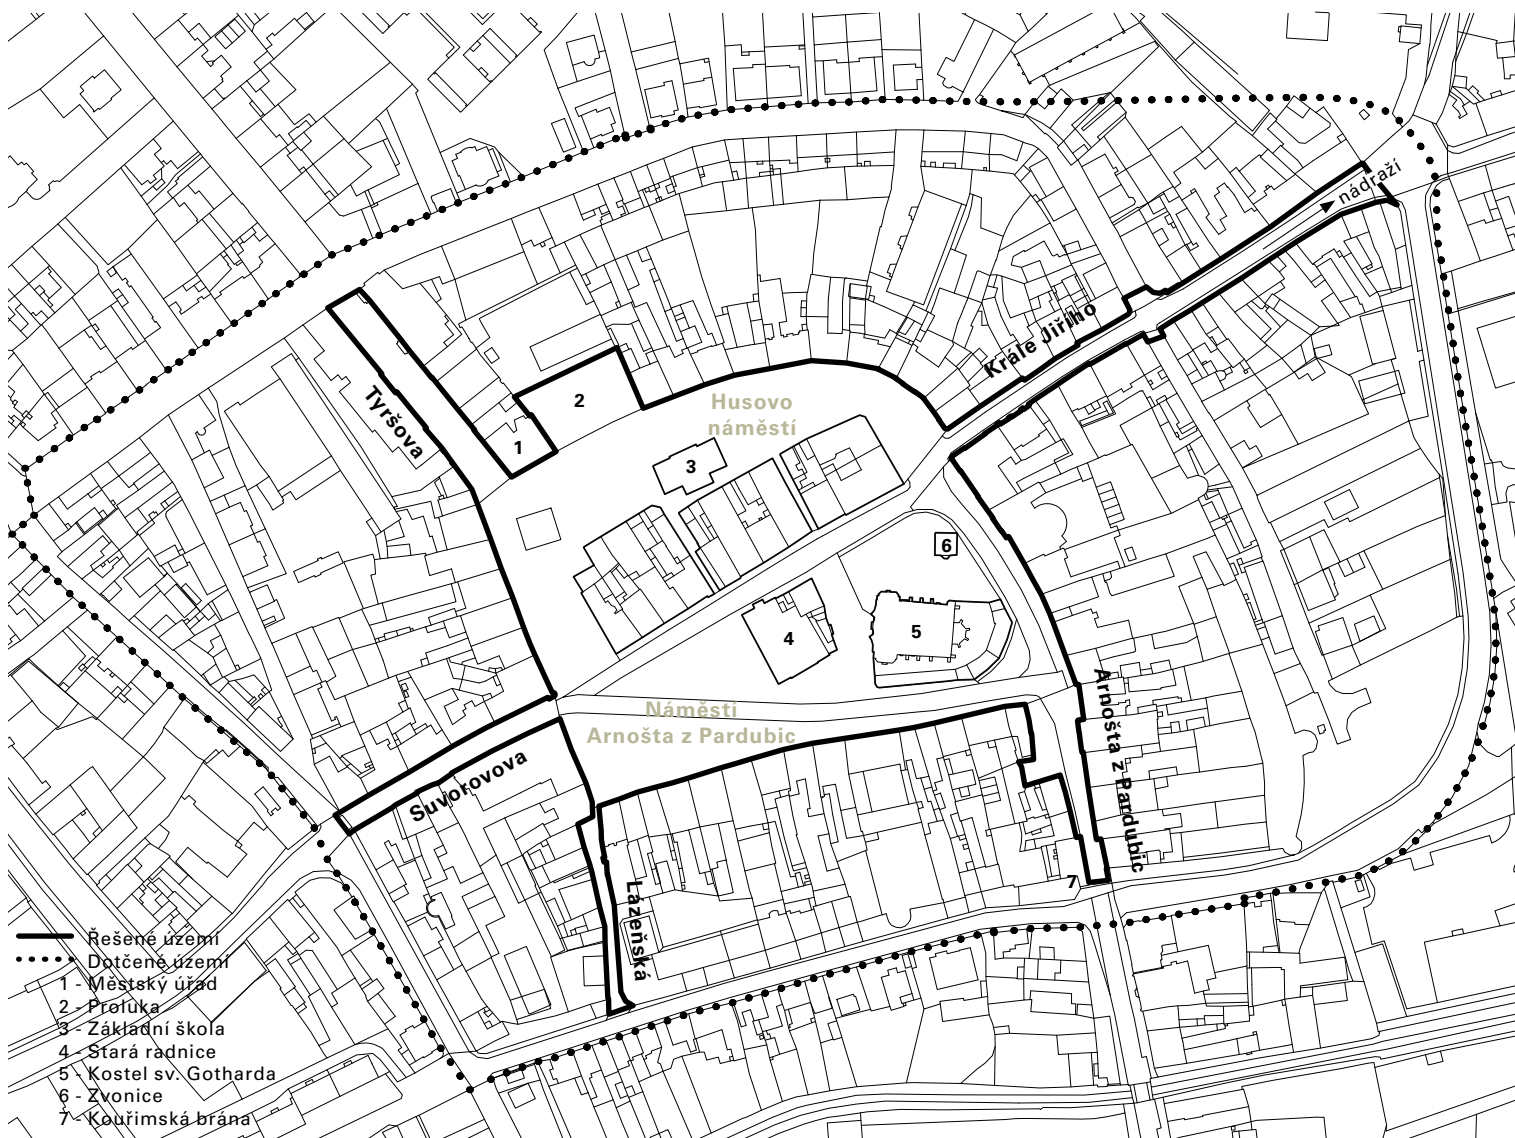 nádraží
Krále Jiřího
Tyršova
Husovo
náměstí
2
1
3
6
5
4
Náměstí
Arnošta z Pardubic
Arnošta z Pardubic
Suvorovova
Lázeňská
7
Řešené území
Dotčené území
1 - Městský úřad
2 - Proluka
3 - Základní škola
4 - Stará radnice
5 - Kostel sv. Gotharda
6 - Zvonice
7 - Kouřimská brána